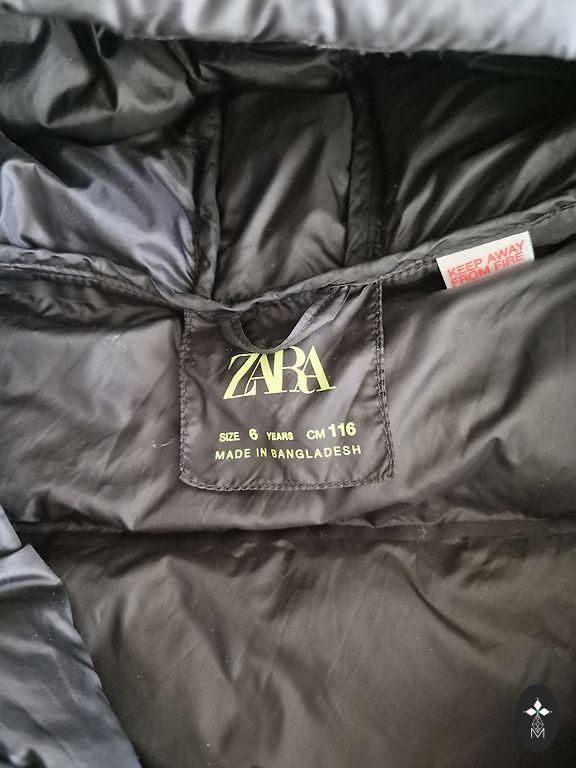 KEEP AWAY
FROM FIRE
ZARA
SIZE 6 YEARS CM 116
MADE IN BANGLADESH
M